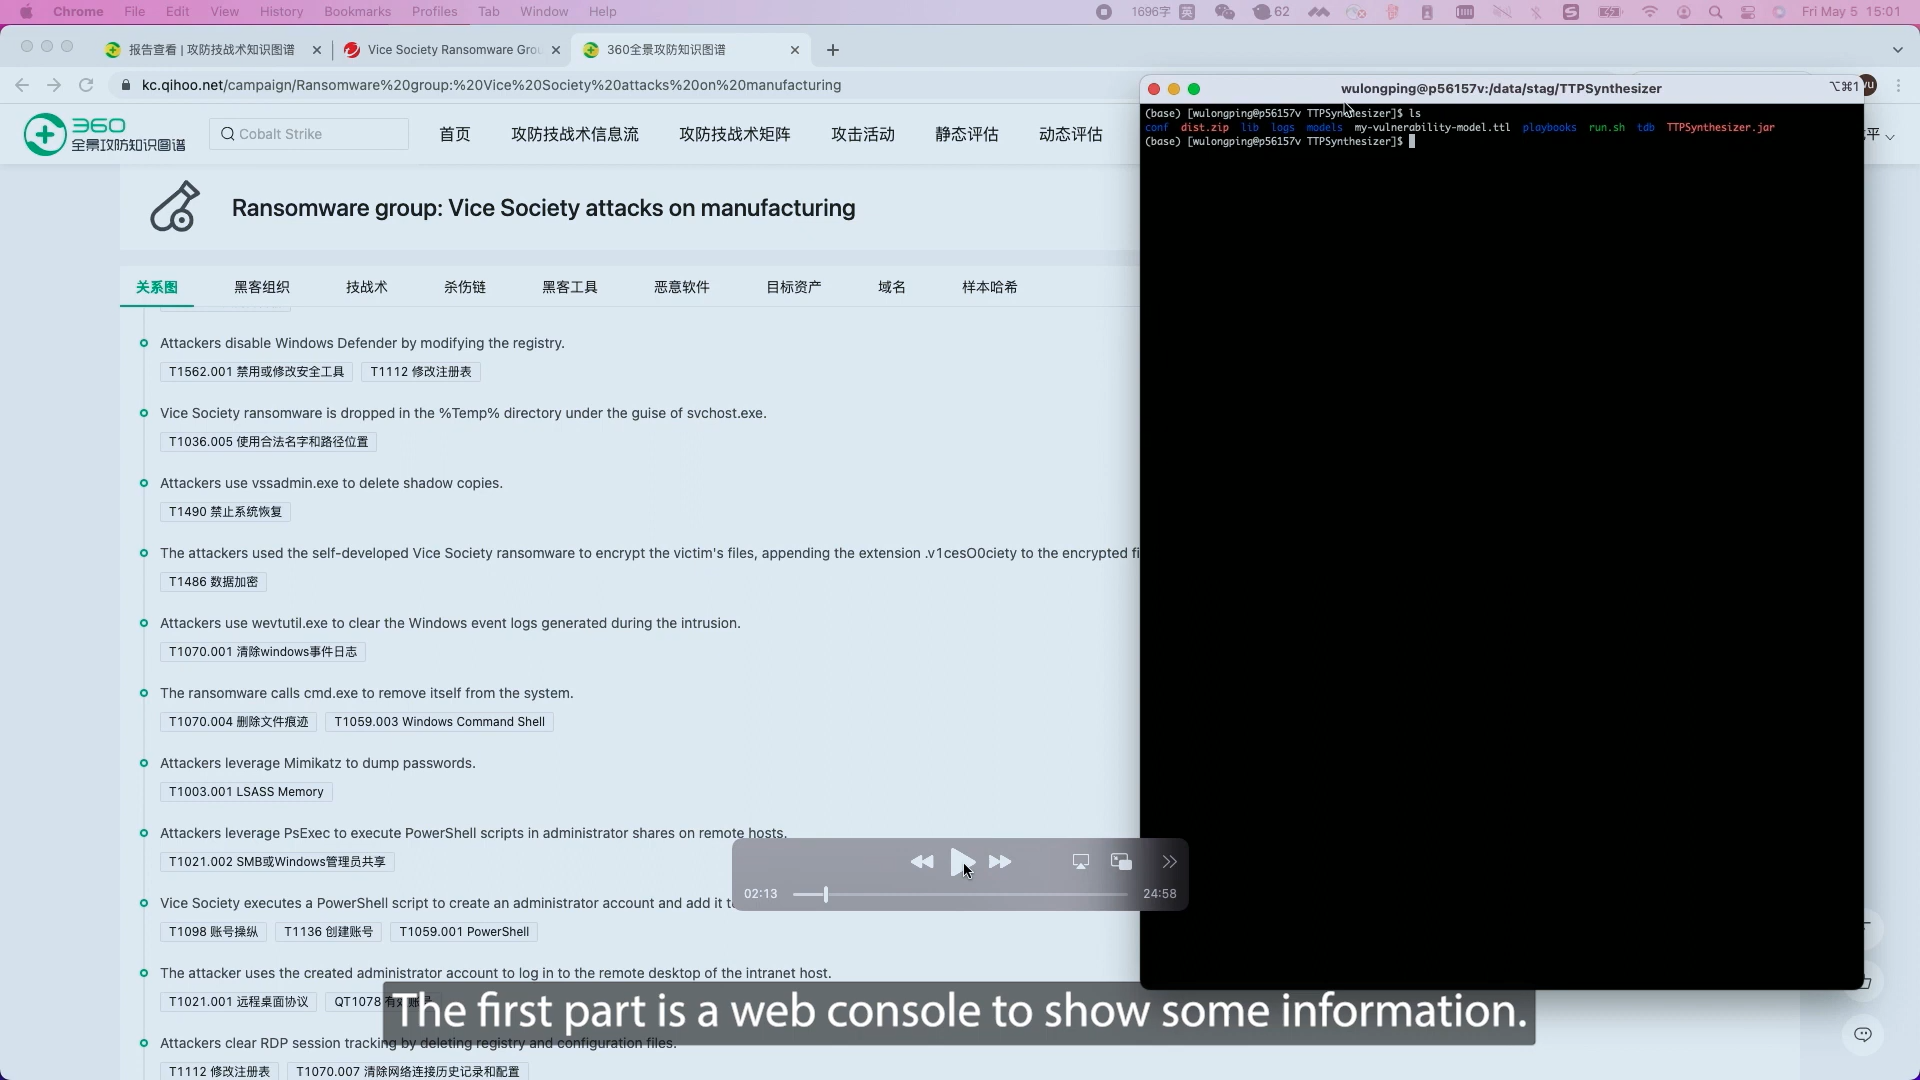 Chrome File Edit View History Bookmarks Profiles Tab Window Help 1696字 英 62 Fri May 5 15:01
报告查看 | 攻防技战术知识图谱 Vice Society Ransomware Gro 360全景攻防知识图谱
kc.qihoo.net/campaign/Ransomware%20group:%20Vice%20Society%20attacks%20on%20manufacturing
360
全景攻防知识图谱
Cobalt Strike 首页 攻防技战术信息流 攻防技战术矩阵 攻击活动 静态评估 动态评估 平
Ransomware group: Vice Society attacks on manufacturing
关系图 黑客组织 技战术 杀伤链 黑客工具 恶意软件 目标资产 域名 样本哈希
Attackers disable Windows Defender by modifying the registry.
T1562.001 禁用或修改安全工具 T1112 修改注册表
Vice Society ransomware is dropped in the %Temp% directory under the guise of svchost.exe.
T1036.005 使用合法名字和路径位置
Attackers use vssadmin.exe to delete shadow copies.
T1490 禁止系统恢复
The attackers used the self-developed Vice Society ransomware to encrypt the victim's files, appending the extension .v1cesO0ciety to the encrypted fi
T1486 数据加密
Attackers use wevtutil.exe to clear the Windows event logs generated during the intrusion.
T1070.001 清除windows事件日志
The ransomware calls cmd.exe to remove itself from the system.
T1070.004 删除文件痕迹 T1059.003 Windows Command Shell
Attackers leverage Mimikatz to dump passwords.
T1003.001 LSASS Memory
Attackers leverage PsExec to execute PowerShell scripts in administrator shares on remote hosts.
T1021.002 SMB或Windows管理员共享
Vice Society executes a PowerShell script to create an administrator account and add it t
T1098 账号操纵 T1136 创建账号 T1059.001 PowerShell
The attacker uses the created administrator account to log in to the remote desktop of the intranet host.
T1021.001 远程桌面协议 QT1078 有效账号
Attackers clear RDP session tracking by deleting registry and configuration files.
T1112 修改注册表 T1070.007 清除网络连接历史记录和配置
wulongping@p56157v:/data/stag/TTPSynthesizer ⌥⌘1
(base) [wulongping@p56157v TTPSynthesizer]$ ls
conf dist.zip lib logs models my-vulnerability-model.ttl playbooks run.sh tdb TTPSynthesizer.jar
(base) [wulongping@p56157v TTPSynthesizer]$
02:13 24:58
The first part is a web console to show some information.